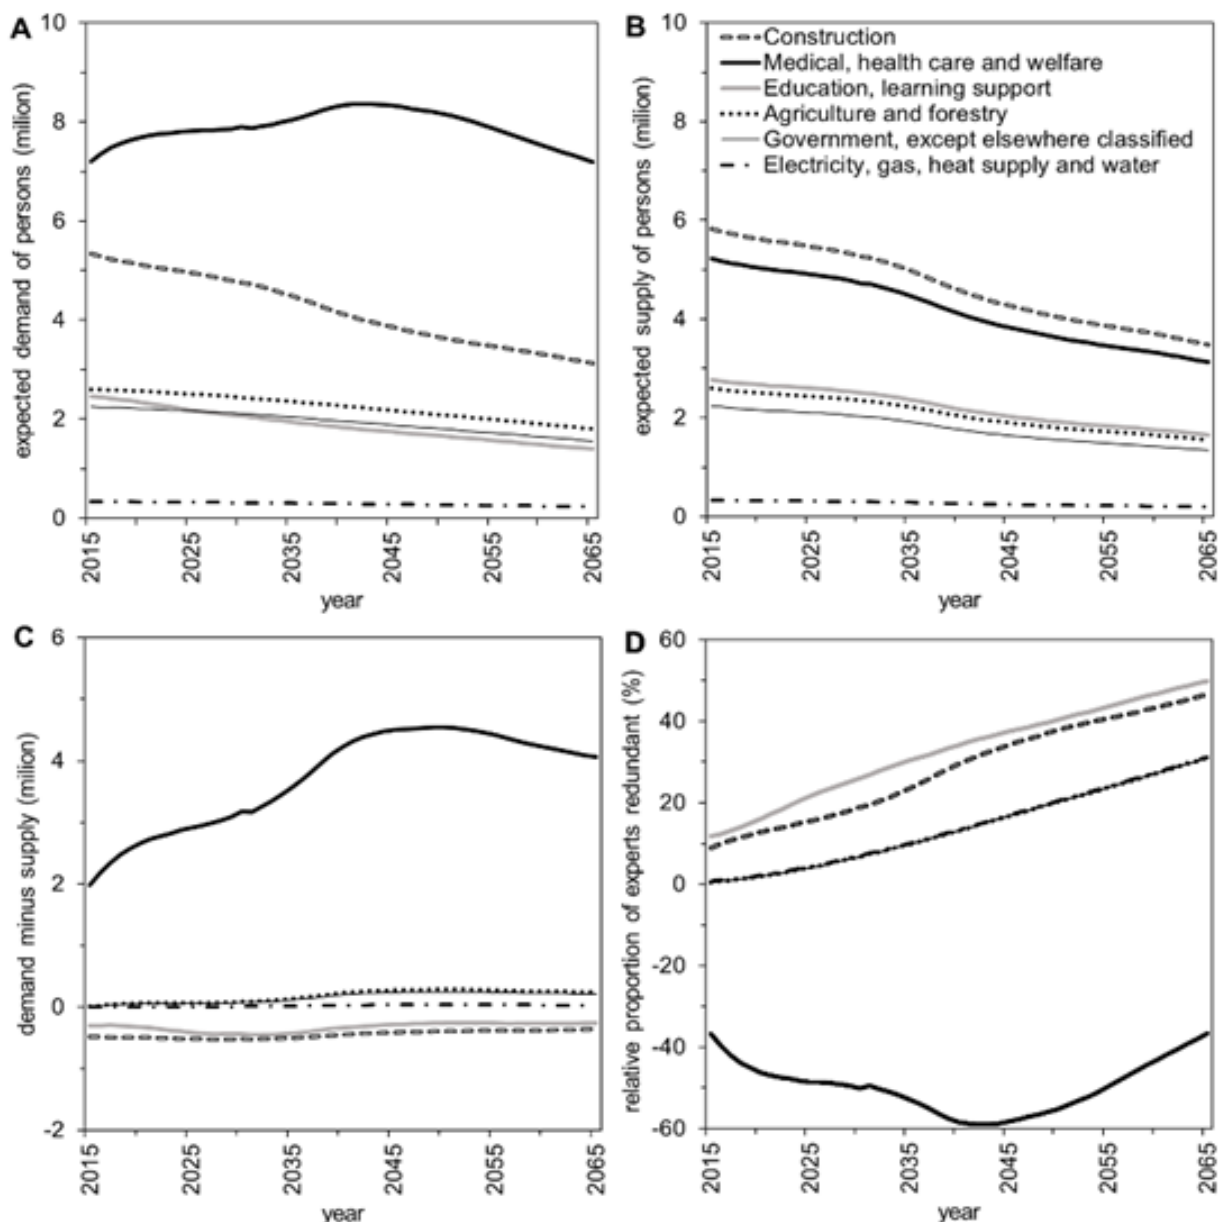 A
expected demand of persons (milion)
10
8
6
4
2
0
2015
2025
2035
2045
2055
2065
year
B
expected supply of persons (milion)
10
8
6
4
2
0
Construction
Medical, health care and welfare
Education, learning support
Agriculture and forestry
Government, except elsewhere classified
Electricity, gas, heat supply and water
2015
2025
2035
2045
2055
2065
year
C
demand minus supply (milion)
6
4
2
0
-2
2015
2025
2035
2045
2055
2065
year
D
relative proportion of experts redundant (%)
60
40
20
0
-20
-40
-60
2015
2025
2035
2045
2055
2065
year